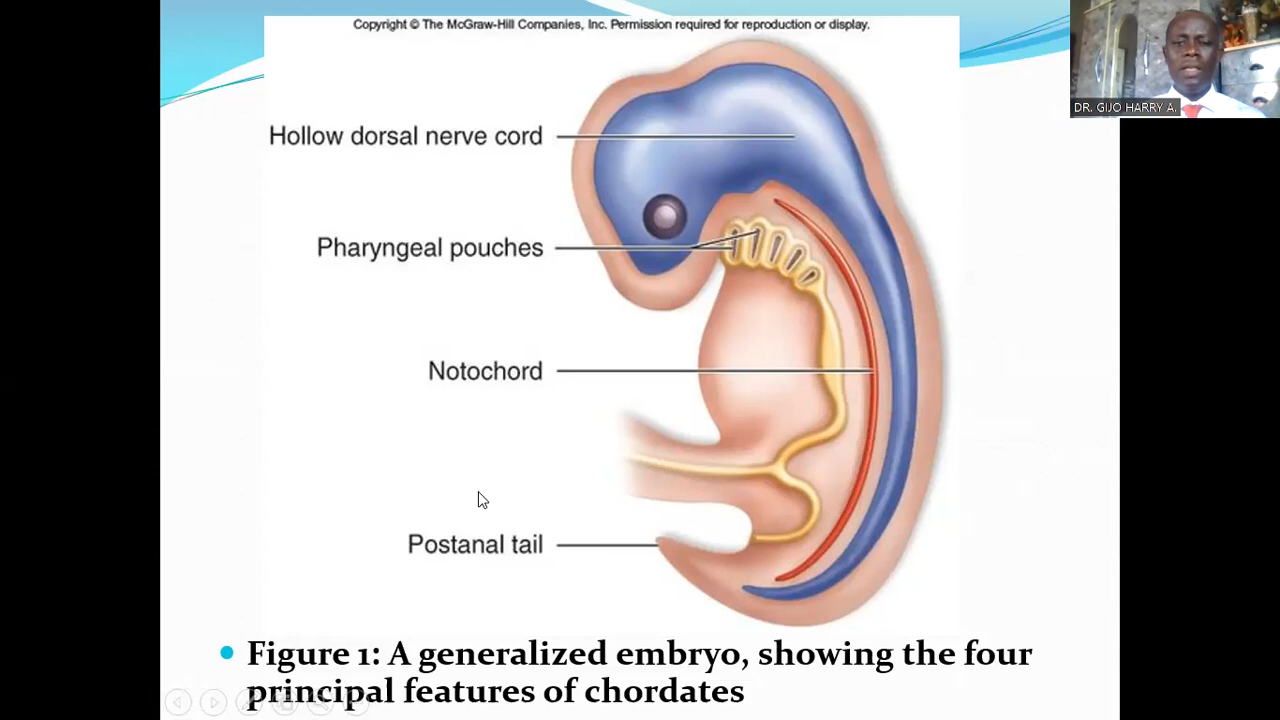 Copyright © The McGraw-Hill Companies, Inc. Permission required for reproduction or display.
DR. GIJO HARRY A.
Hollow dorsal nerve cord
Pharyngeal pouches
Notochord
Postanal tail
• Figure 1: A generalized embryo, showing the four
principal features of chordates